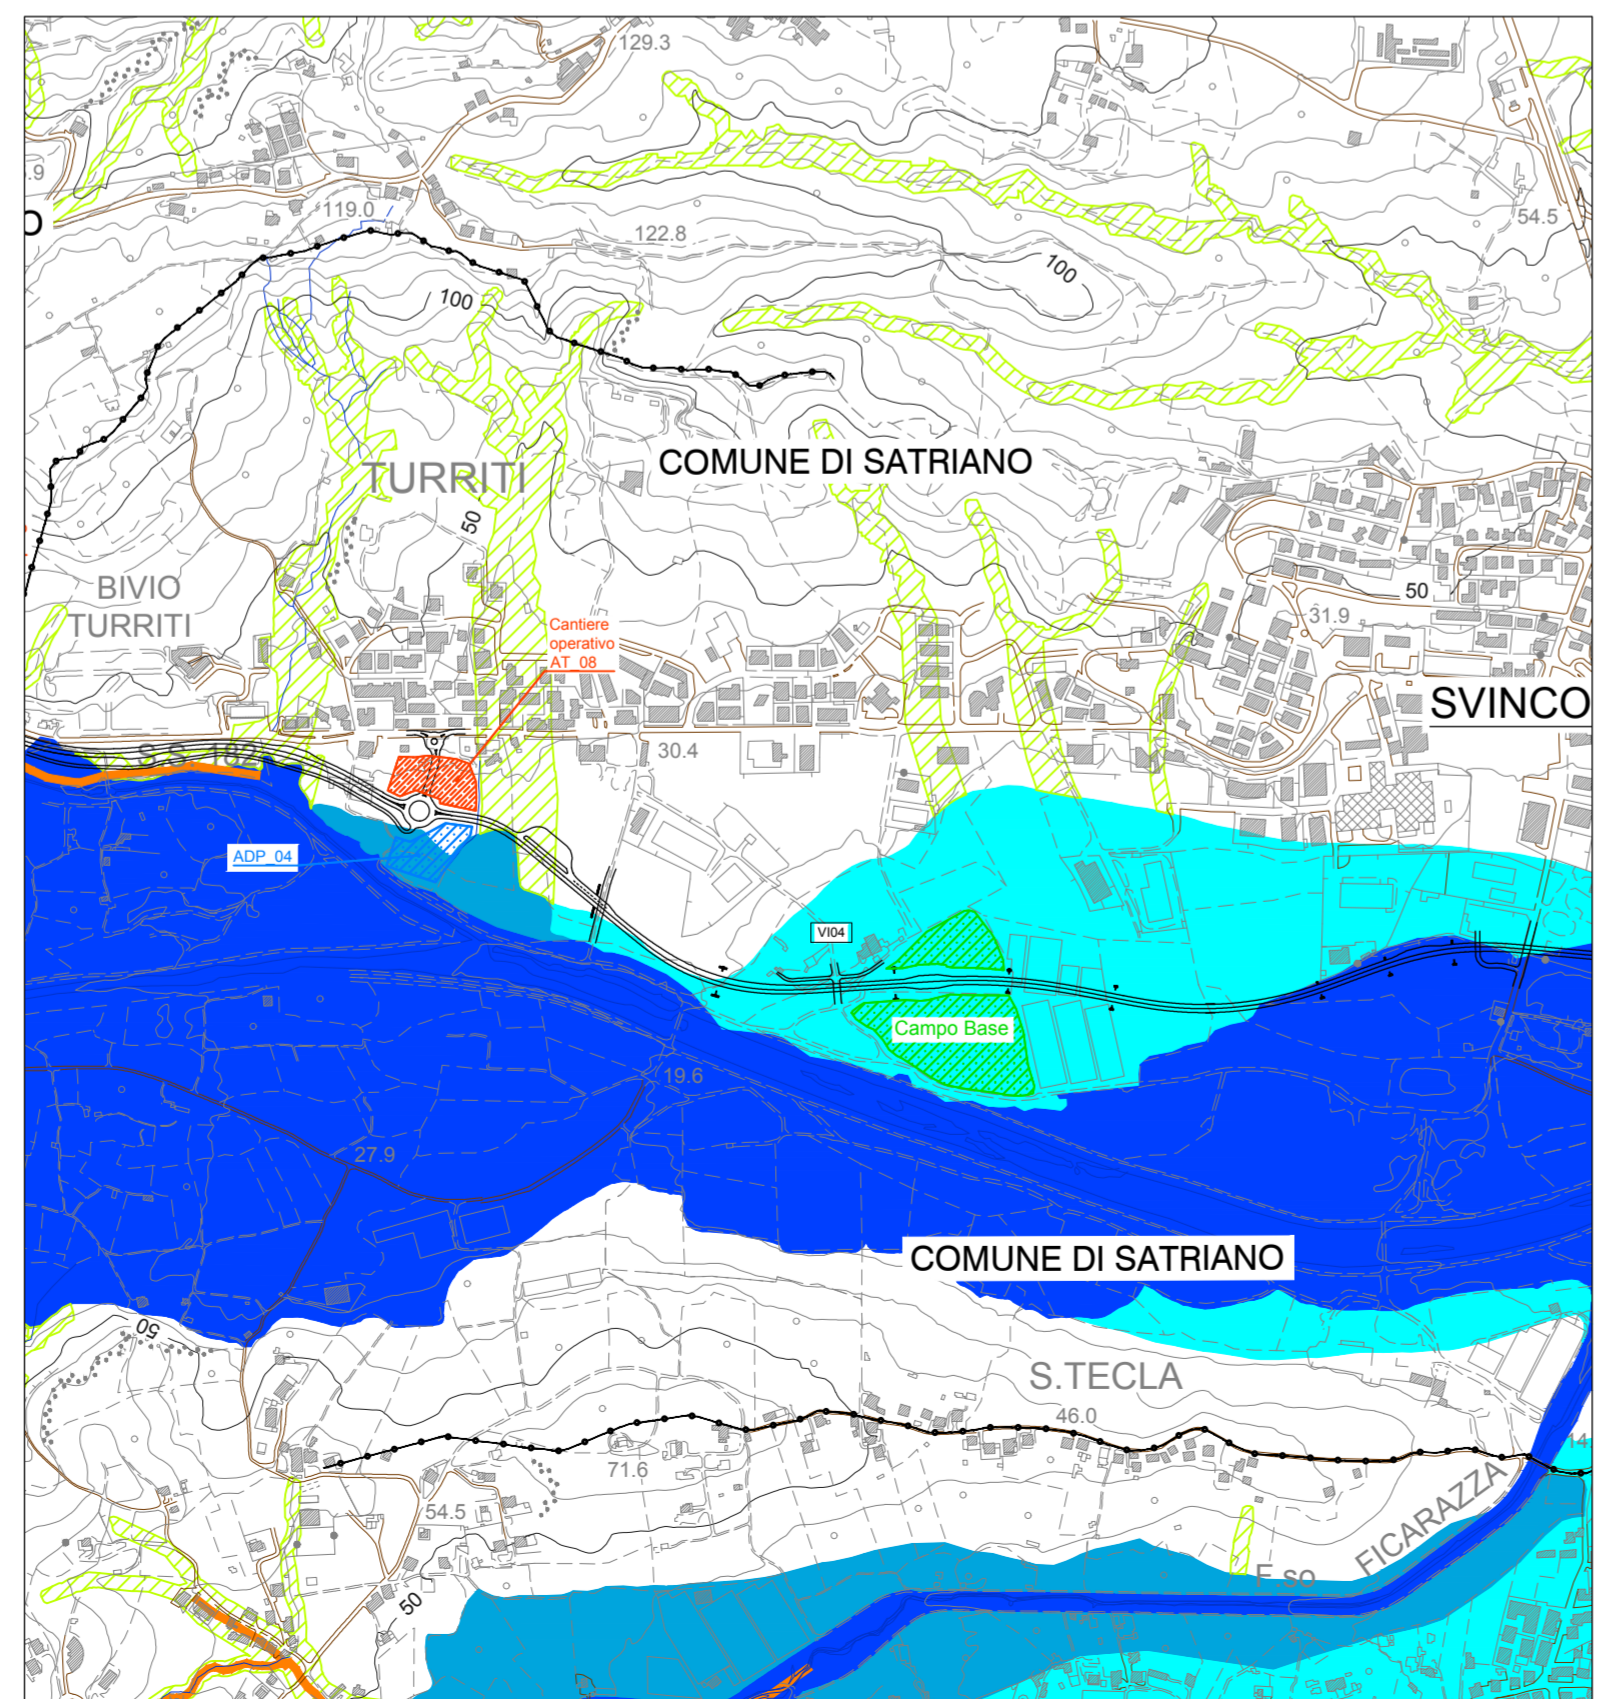 129.3
.9
O
119.0
122.8
54.5
100
100
COMUNE DI SATRIANO
TURRITI
50
BIVIO
TURRITI
50
31.9
Cantiere
operativo
AT_08
SVINCO
S.S. 182
30.4
ADP_04
VI04
Campo Base
19.6
27.9
COMUNE DI SATRIANO
50
S.TECLA
46.0
71.6
14
54.5
FICARAZZA
F.so
50